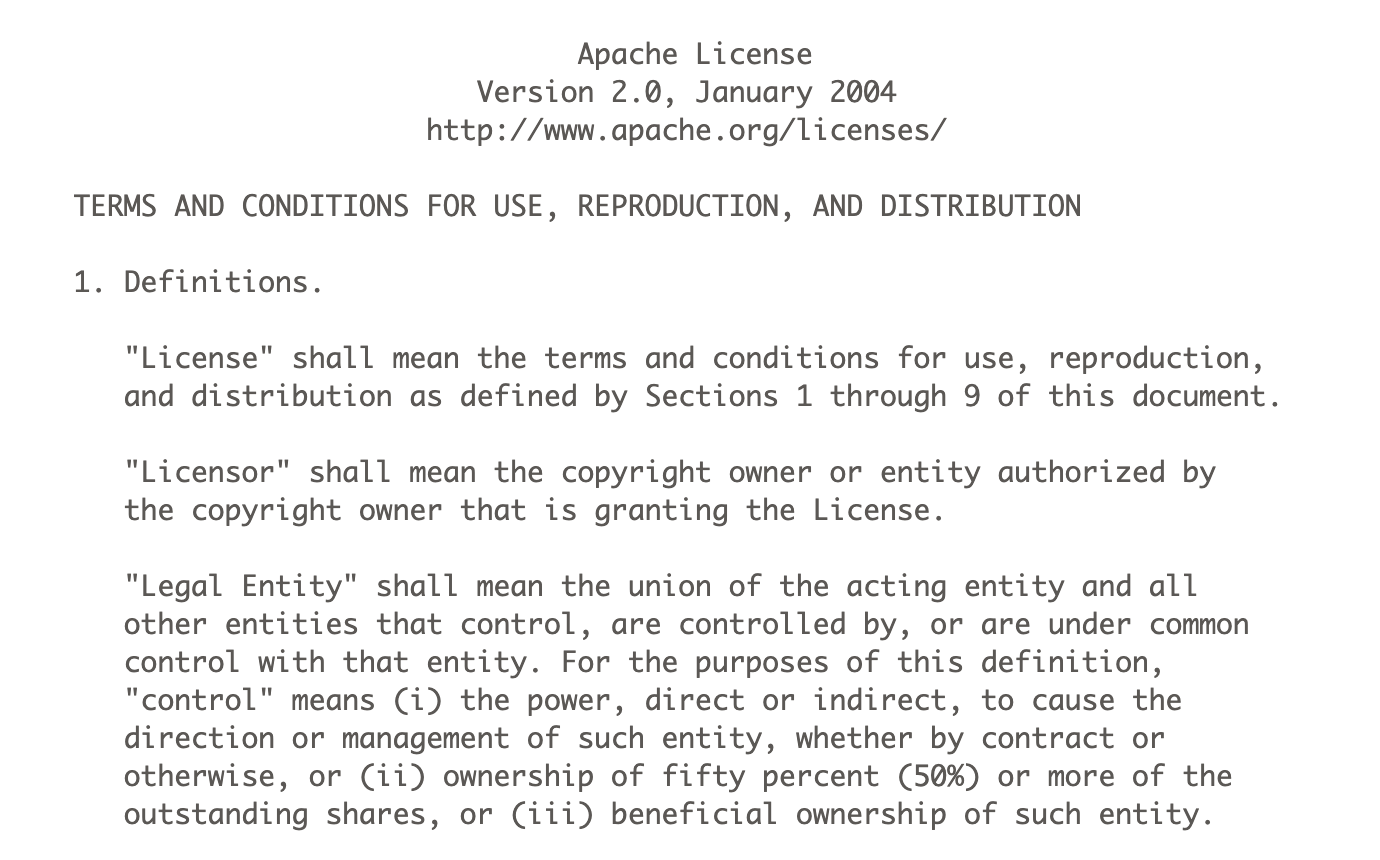 Apache License
Version 2.0, January 2004
http://www.apache.org/licenses/
TERMS AND CONDITIONS FOR USE, REPRODUCTION, AND DISTRIBUTION
1. Definitions.
"License" shall mean the terms and conditions for use, reproduction,
and distribution as defined by Sections 1 through 9 of this document.
"Licensor" shall mean the copyright owner or entity authorized by
the copyright owner that is granting the License.
"Legal Entity" shall mean the union of the acting entity and all
other entities that control, are controlled by, or are under common
control with that entity. For the purposes of this definition,
"control" means (i) the power, direct or indirect, to cause the
direction or management of such entity, whether by contract or
otherwise, or (ii) ownership of fifty percent (50%) or more of the
outstanding shares, or (iii) beneficial ownership of such entity.